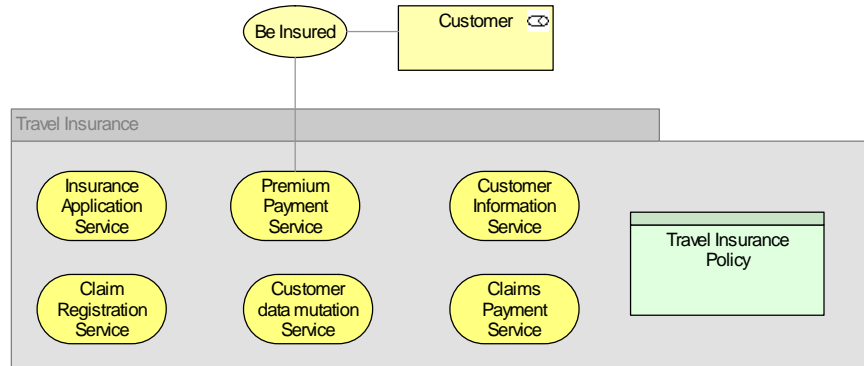 Be Insured
Customer
Travel Insurance
Insurance
Application
Service
Premium
Payment
Service
Customer
Information
Service
Travel Insurance
Policy
Claim
Registration
Service
Customer
data mutation
Service
Claims
Payment
Service